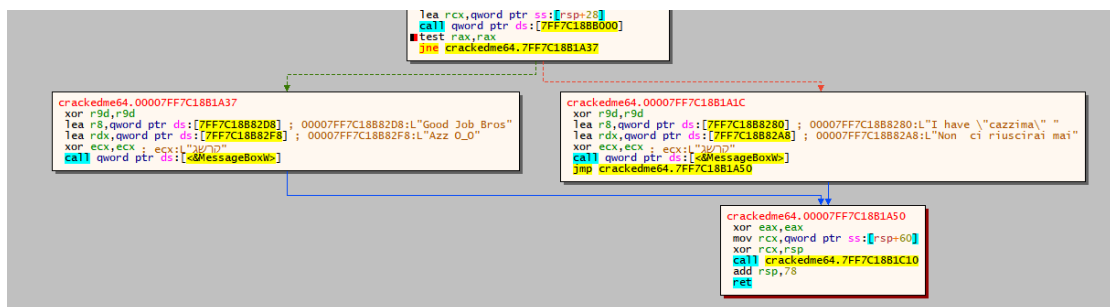 lea rcx,qword ptr ss:[rsp+28]
call qword ptr ds:[7FF7C18BB000]
test rax,rax
jne crackedme64.7FF7C18B1A37
crackedme64.00007FF7C18B1A37
xor r9d,r9d
lea r8,qword ptr ds:[7FF7C18B82D8] ; 00007FF7C18B82D8:L"Good Job Bros"
lea rdx,qword ptr ds:[7FF7C18B82F8] ; 00007FF7C18B82F8:L"Azz O_O"
xor ecx,ecx ; ecx:L"קרשג"
call qword ptr ds:[<&MessageBoxW>]
crackedme64.00007FF7C18B1A1C
xor r9d,r9d
lea r8,qword ptr ds:[7FF7C18B8280] ; 00007FF7C18B8280:L"I have \"cazzima\" "
lea rdx,qword ptr ds:[7FF7C18B82A8] ; 00007FF7C18B82A8:L"Non  ci riuscirai mai"
xor ecx,ecx ; ecx:L"קרשג"
call qword ptr ds:[<&MessageBoxW>]
jmp crackedme64.7FF7C18B1A50
crackedme64.00007FF7C18B1A50
xor eax,eax
mov rcx,qword ptr ss:[rsp+60]
xor rcx,rsp
call crackedme64.7FF7C18B1C10
add rsp,78
ret